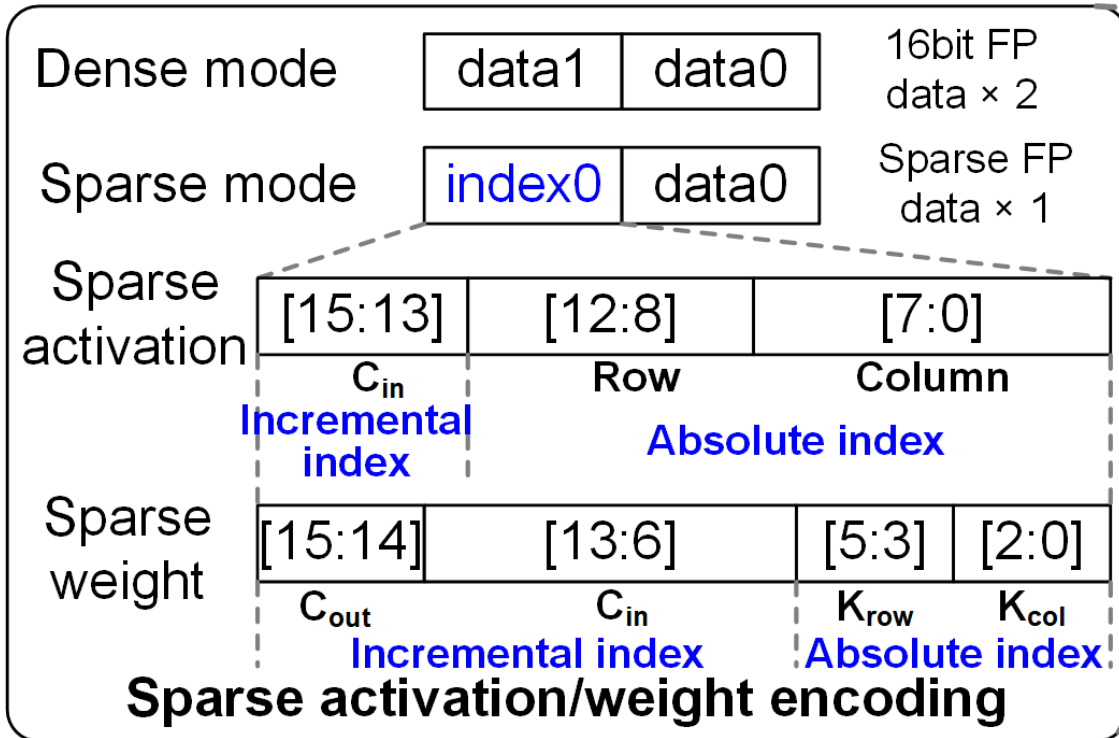 Dense mode data1 data0 16bit FP
data × 2
Sparse mode index0 data0 Sparse FP
data × 1
Sparse
activation
[15:13] [12:8] [7:0]
Cin Row Column
Incremental
index
Absolute index
Sparse
weight
[15:14] [13:6] [5:3] [2:0]
Cout Cin Krow Kcol
Incremental index Absolute index
Sparse activation/weight encoding